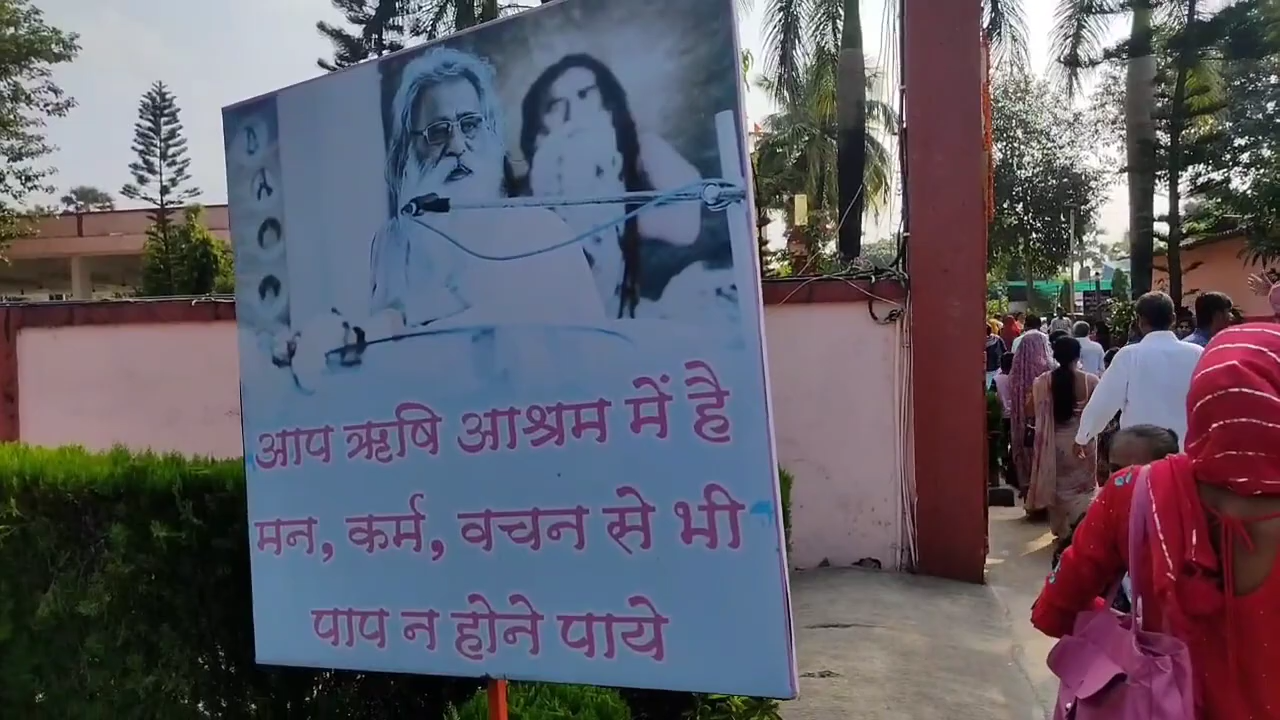 आप ऋषि आश्रम में है
मन, कर्म, वचन से भी
पाप न होने पाये